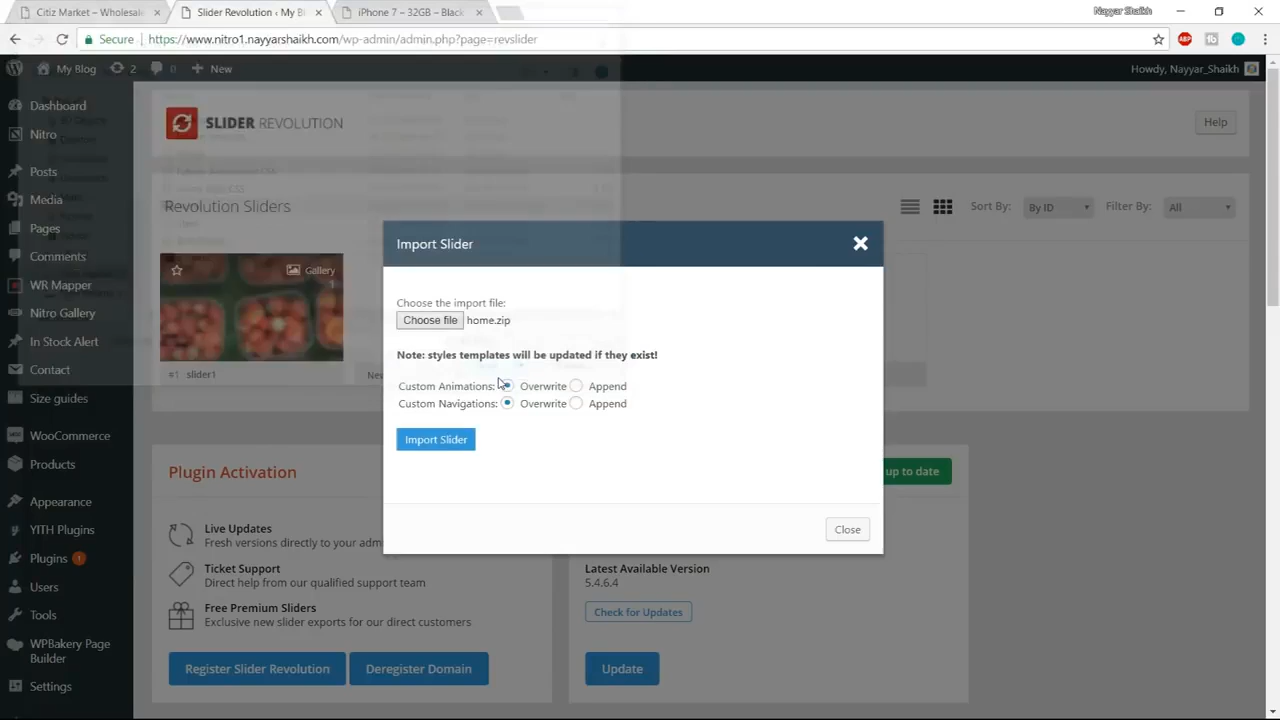 Citiz Market – Wholesale
Slider Revolution ‹ My Bl
iPhone 7 – 32GB – Black
Nayyar Shaikh
Secure
https://www.nitro1.nayyarshaikh.com/wp-admin/admin.php?page=revslider
ABP
My Blog
2
0
New
Howdy, Nayyar_Shaikh
Dashboard
Nitro
Posts
Media
Pages
Comments
WR Mapper
Nitro Gallery
In Stock Alert
Contact
Size guides
WooCommerce
Products
Appearance
YITH Plugins
Plugins 1
Users
Tools
WPBakery Page
Builder
Settings
SLIDER REVOLUTION
Help
Revolution Sliders
Sort By:
By ID
Filter By:
All
Gallery
1
#1 slider1
Import Slider
Choose the import file:
Choose file home.zip
Note: styles templates will be updated if they exist!
Custom Animations: Overwrite Append
Custom Navigations: Overwrite Append
Import Slider
Close
Plugin Activation
Live Updates
Fresh versions directly to your adm
Ticket Support
Direct help from our qualified support team
Free Premium Sliders
Exclusive new slider exports for our direct customers
Register Slider Revolution
Deregister Domain
up to date
Latest Available Version
5.4.6.4
Check for Updates
Update